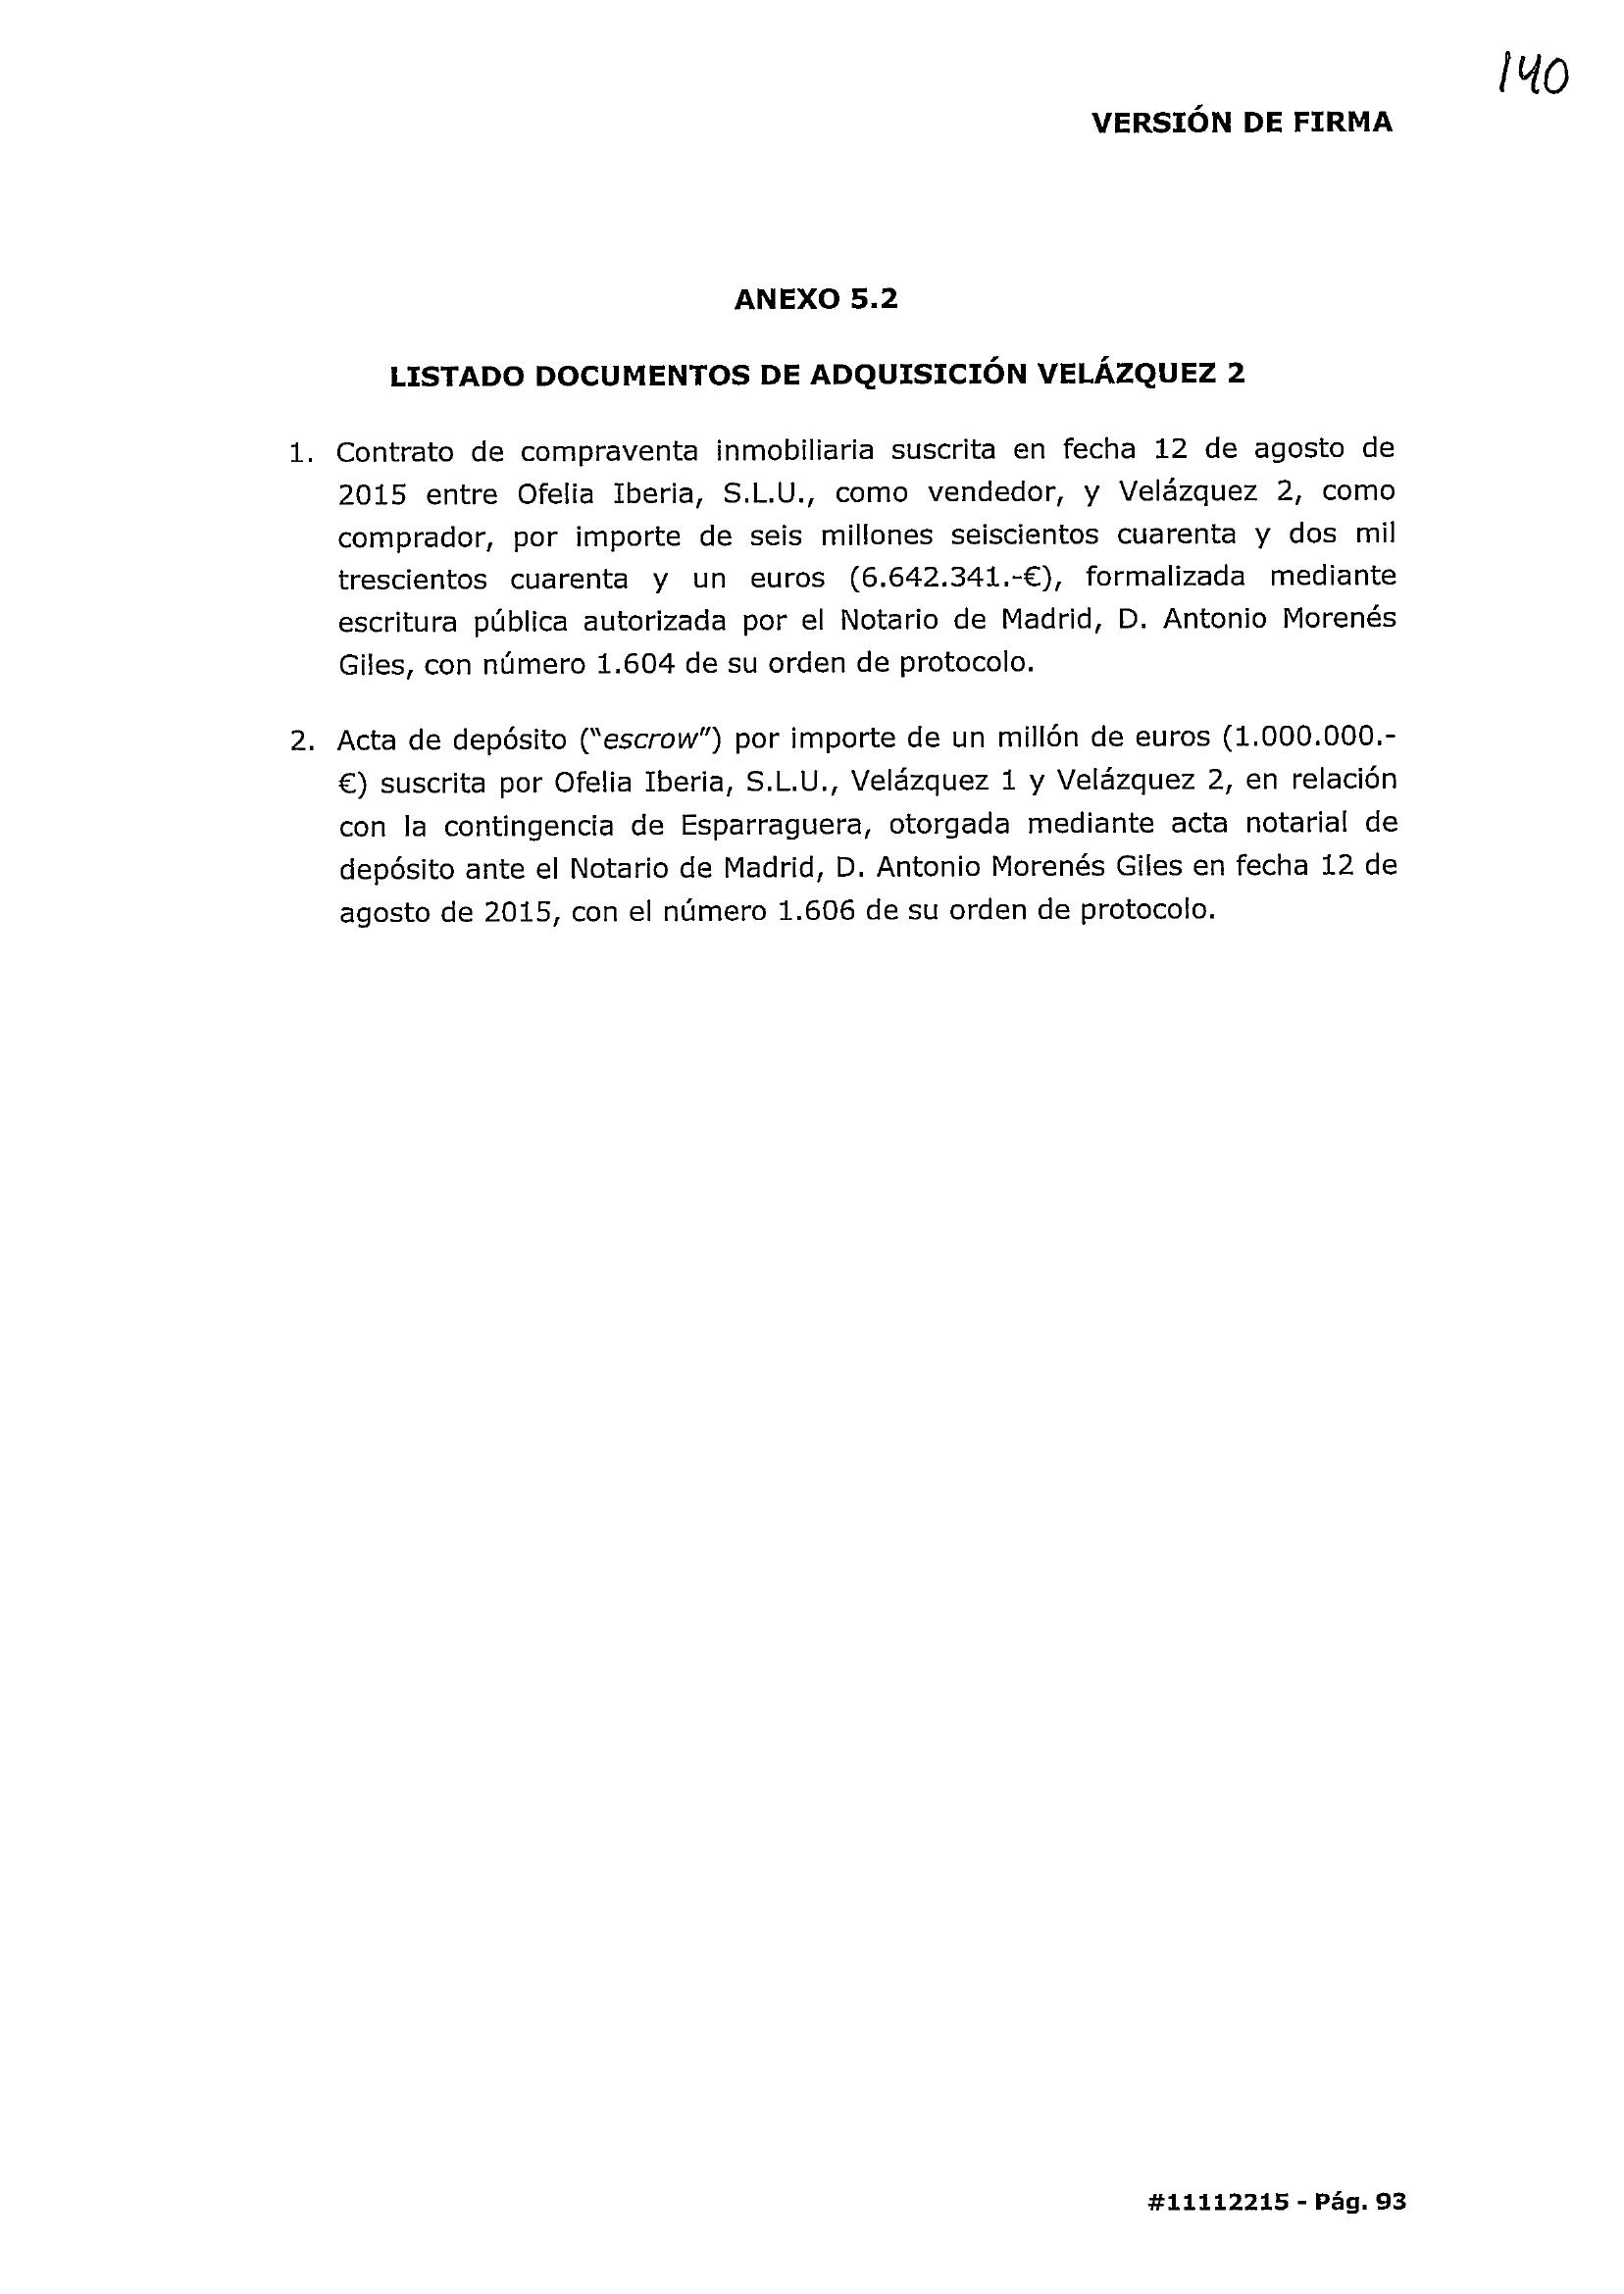 140
VERSIÓN DE FIRMA
ANEXO 5.2
LISTADO DOCUMENTOS DE ADQUISICIÓN VELÁZQUEZ 2
1. Contrato de compraventa inmobiliaria suscrita en fecha 12 de agosto de
2015 entre Ofelia Iberia, S.L.U., como vendedor, y Velázquez 2, como
comprador, por importe de seis millones seiscientos cuarenta y dos mil
trescientos cuarenta y un euros (6.642.341.-€), formalizada mediante
escritura pública autorizada por el Notario de Madrid, D. Antonio Morenés
Giles, con número 1.604 de su orden de protocolo.
2. Acta de depósito ("escrow") por importe de un millón de euros (1.000.000.-
€) suscrita por Ofelia Iberia, S.L.U., Velázquez 1 y Velázquez 2, en relación
con la contingencia de Esparraguera, otorgada mediante acta notarial de
depósito ante el Notario de Madrid, D. Antonio Morenés Giles en fecha 12 de
agosto de 2015, con el número 1.606 de su orden de protocolo.
#11112215 - Pág. 93